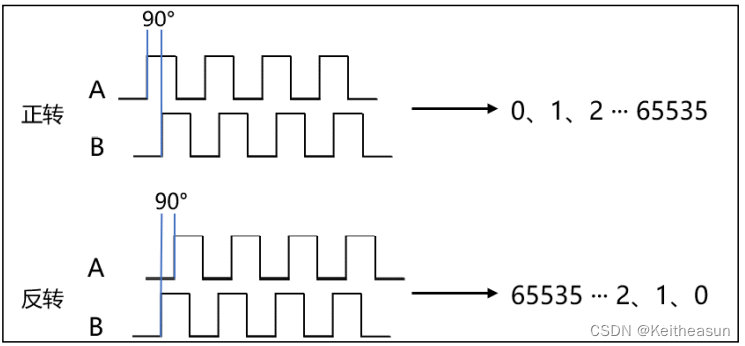 90°
A
正转
B
0、1、2 ··· 65535
90°
A
反转
B
65535 ··· 2、1、0
CSDN @Keitheasun